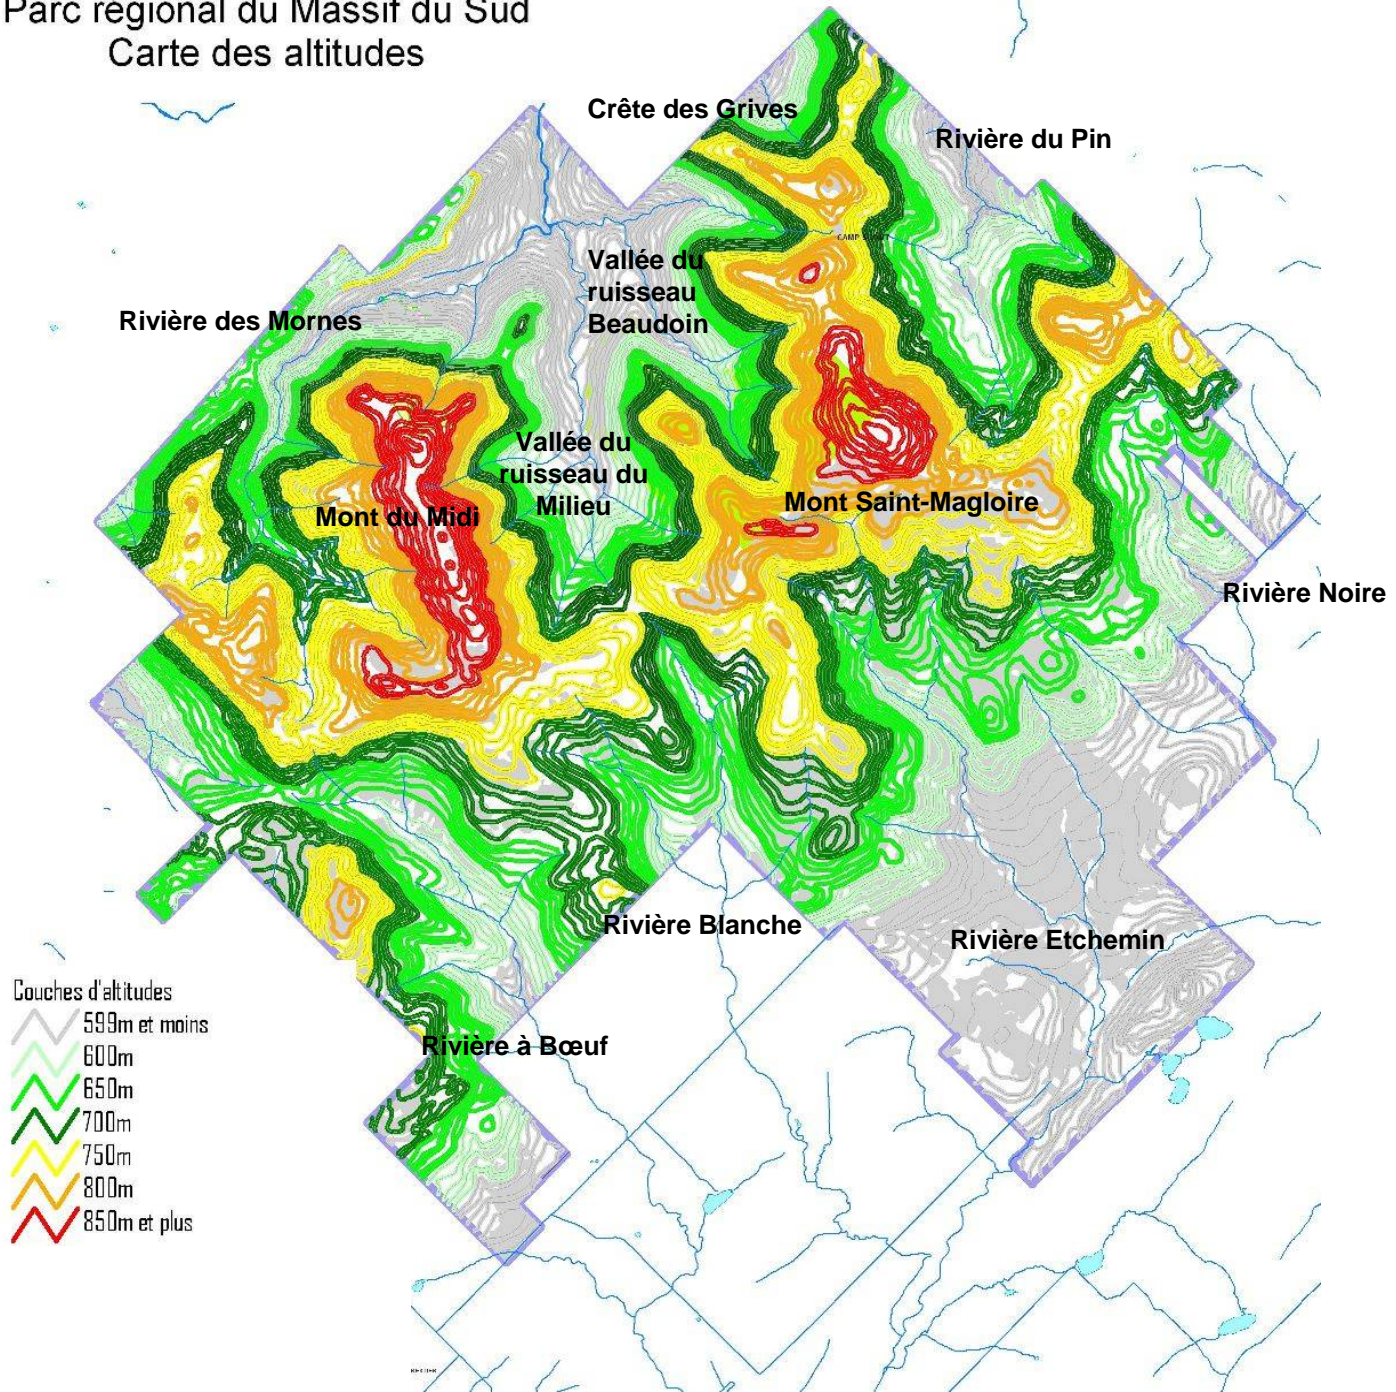 Parc régional du Massif du Sud
Carte des altitudes
Crête des Grives
Rivière du Pin
Vallée du
ruisseau
Beaudoin
Rivière des Mornes
Vallée du
ruisseau du
Milieu
Mont du Midi
Mont Saint-Magloire
Rivière Noire
Rivière Blanche
Rivière Etchemin
Rivière à Bœuf
Couches d'altitudes
599m et moins
600m
650m
700m
750m
800m
850m et plus
CAMP